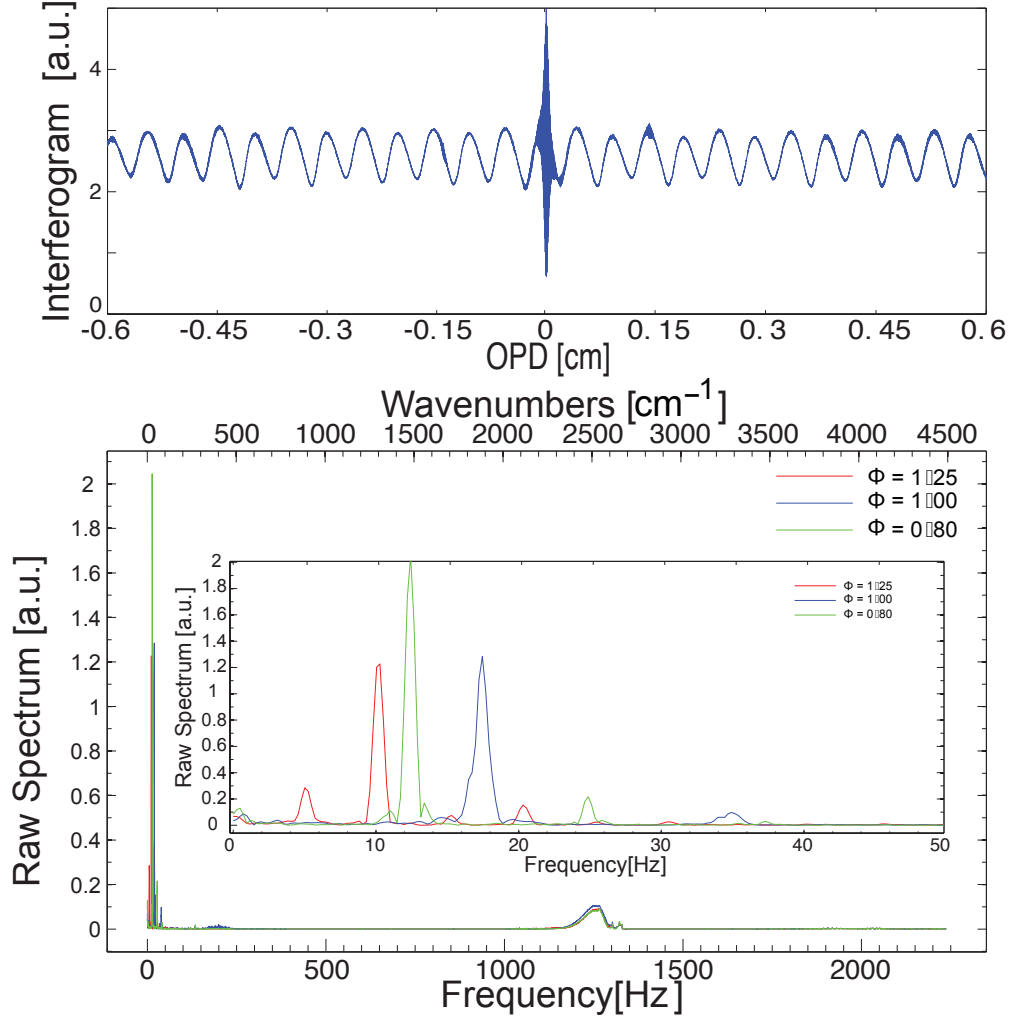 Interferogram [a.u.]
4
2
0
-0.6 -0.45 -0.3 -0.15 0 0.15 0.3 0.45 0.6
OPD [cm]
Wavenumbers [cm⁻¹]
0 500 1000 1500 2000 2500 3000 3500 4000 4500
Raw Spectrum [a.u.]
2
1.8
1.6
1.4
1.2
1
0.8
0.6
0.4
0.2
0
Φ = 1▯25
Φ = 1▯00
Φ = 0▯80
Raw Spectrum [a.u.]
2
1.8
1.6
1.4
1.2
1
0.8
0.6
0.4
0.2
0
Φ = 1▯25
Φ = 1▯00
Φ = 0▯80
0 10 20 30 40 50
Frequency[Hz]
0 500 1000 1500 2000
Frequency[Hz]